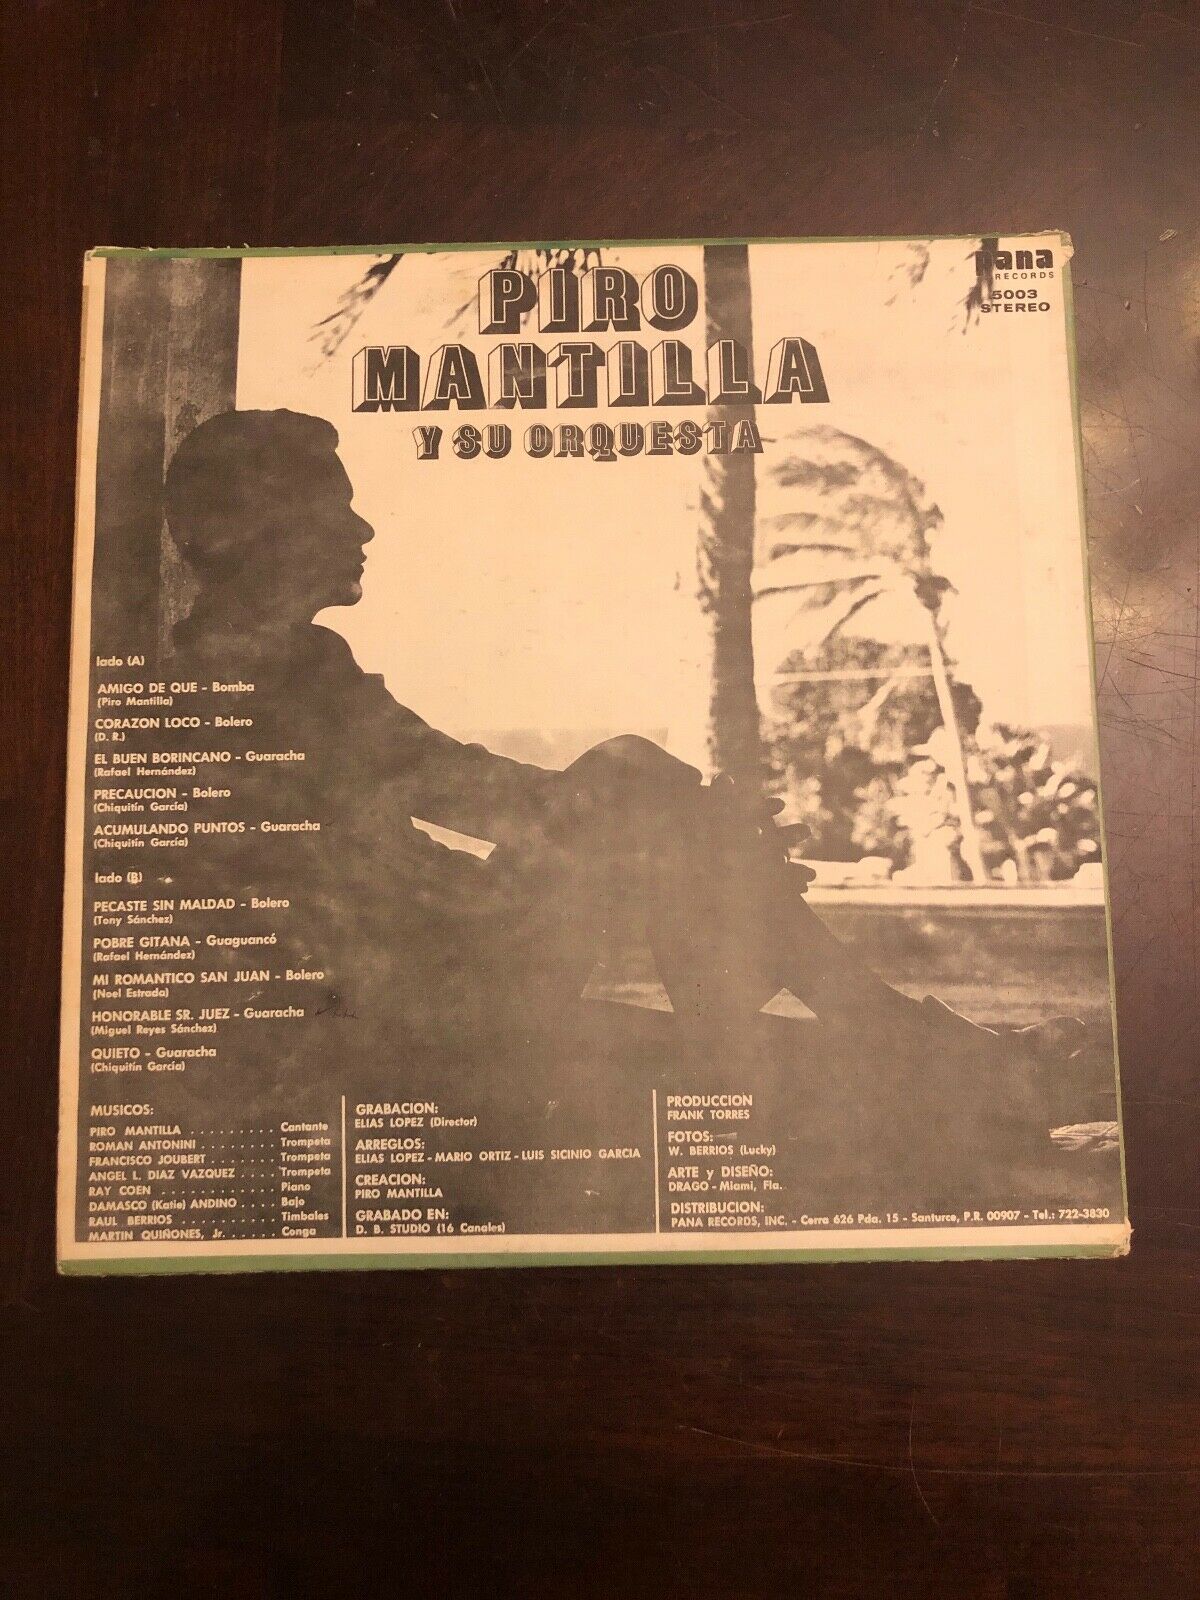 PIRO
MANTILLA
Y SU ORQUESTA
pana
RECORDS
5003
STEREO
lado (A)
AMIGO DE QUE - Bomba
(Piro Mantilla)
CORAZON LOCO - Bolero
(D. R.)
EL BUEN BORINCANO - Guaracha
(Rafael Hernández)
PRECAUCION - Bolero
(Chiquitín García)
ACUMULANDO PUNTOS - Guaracha
(Chiquitín García)
lado (B)
PECASTE SIN MALDAD - Bolero
(Tony Sánchez)
POBRE GITANA - Guaguancó
(Rafael Hernández)
MI ROMANTICO SAN JUAN - Bolero
(Noel Estrada)
HONORABLE SR. JUEZ - Guaracha
(Miguel Reyes Sánchez)
QUIETO - Guaracha
(Chiquitín García)
MUSICOS:
PIRO MANTILLA . . . . . . . . . . Cantante
ROMAN ANTONINI . . . . . . . . Trompeta
FRANCISCO JOUBERT . . . . . . . Trompeta
ANGEL L. DIAZ VAZQUEZ . . . . Trompeta
RAY COEN . . . . . . . . . . . . Piano
DAMASCO (Katie) ANDINO . . . . Bajo
RAUL BERRIOS . . . . . . . . . . Timbales
MARTIN QUIÑONES, Jr. . . . . . Conga
GRABACION:
ELIAS LOPEZ (Director)
ARREGLOS:
ELIAS LOPEZ - MARIO ORTIZ - LUIS SICINIO GARCIA
CREACION:
PIRO MANTILLA
GRABADO EN:
D. B. STUDIO (16 Canales)
PRODUCCION
FRANK TORRES
FOTOS:
W. BERRIOS (Lucky)
ARTE y DISEÑO:
DRAGO - Miami, Fla.
DISTRIBUCION:
PANA RECORDS, INC. - Cerra 626 Pda. 15 - Santurce, P.R. 00907 - Tel.: 722-3830